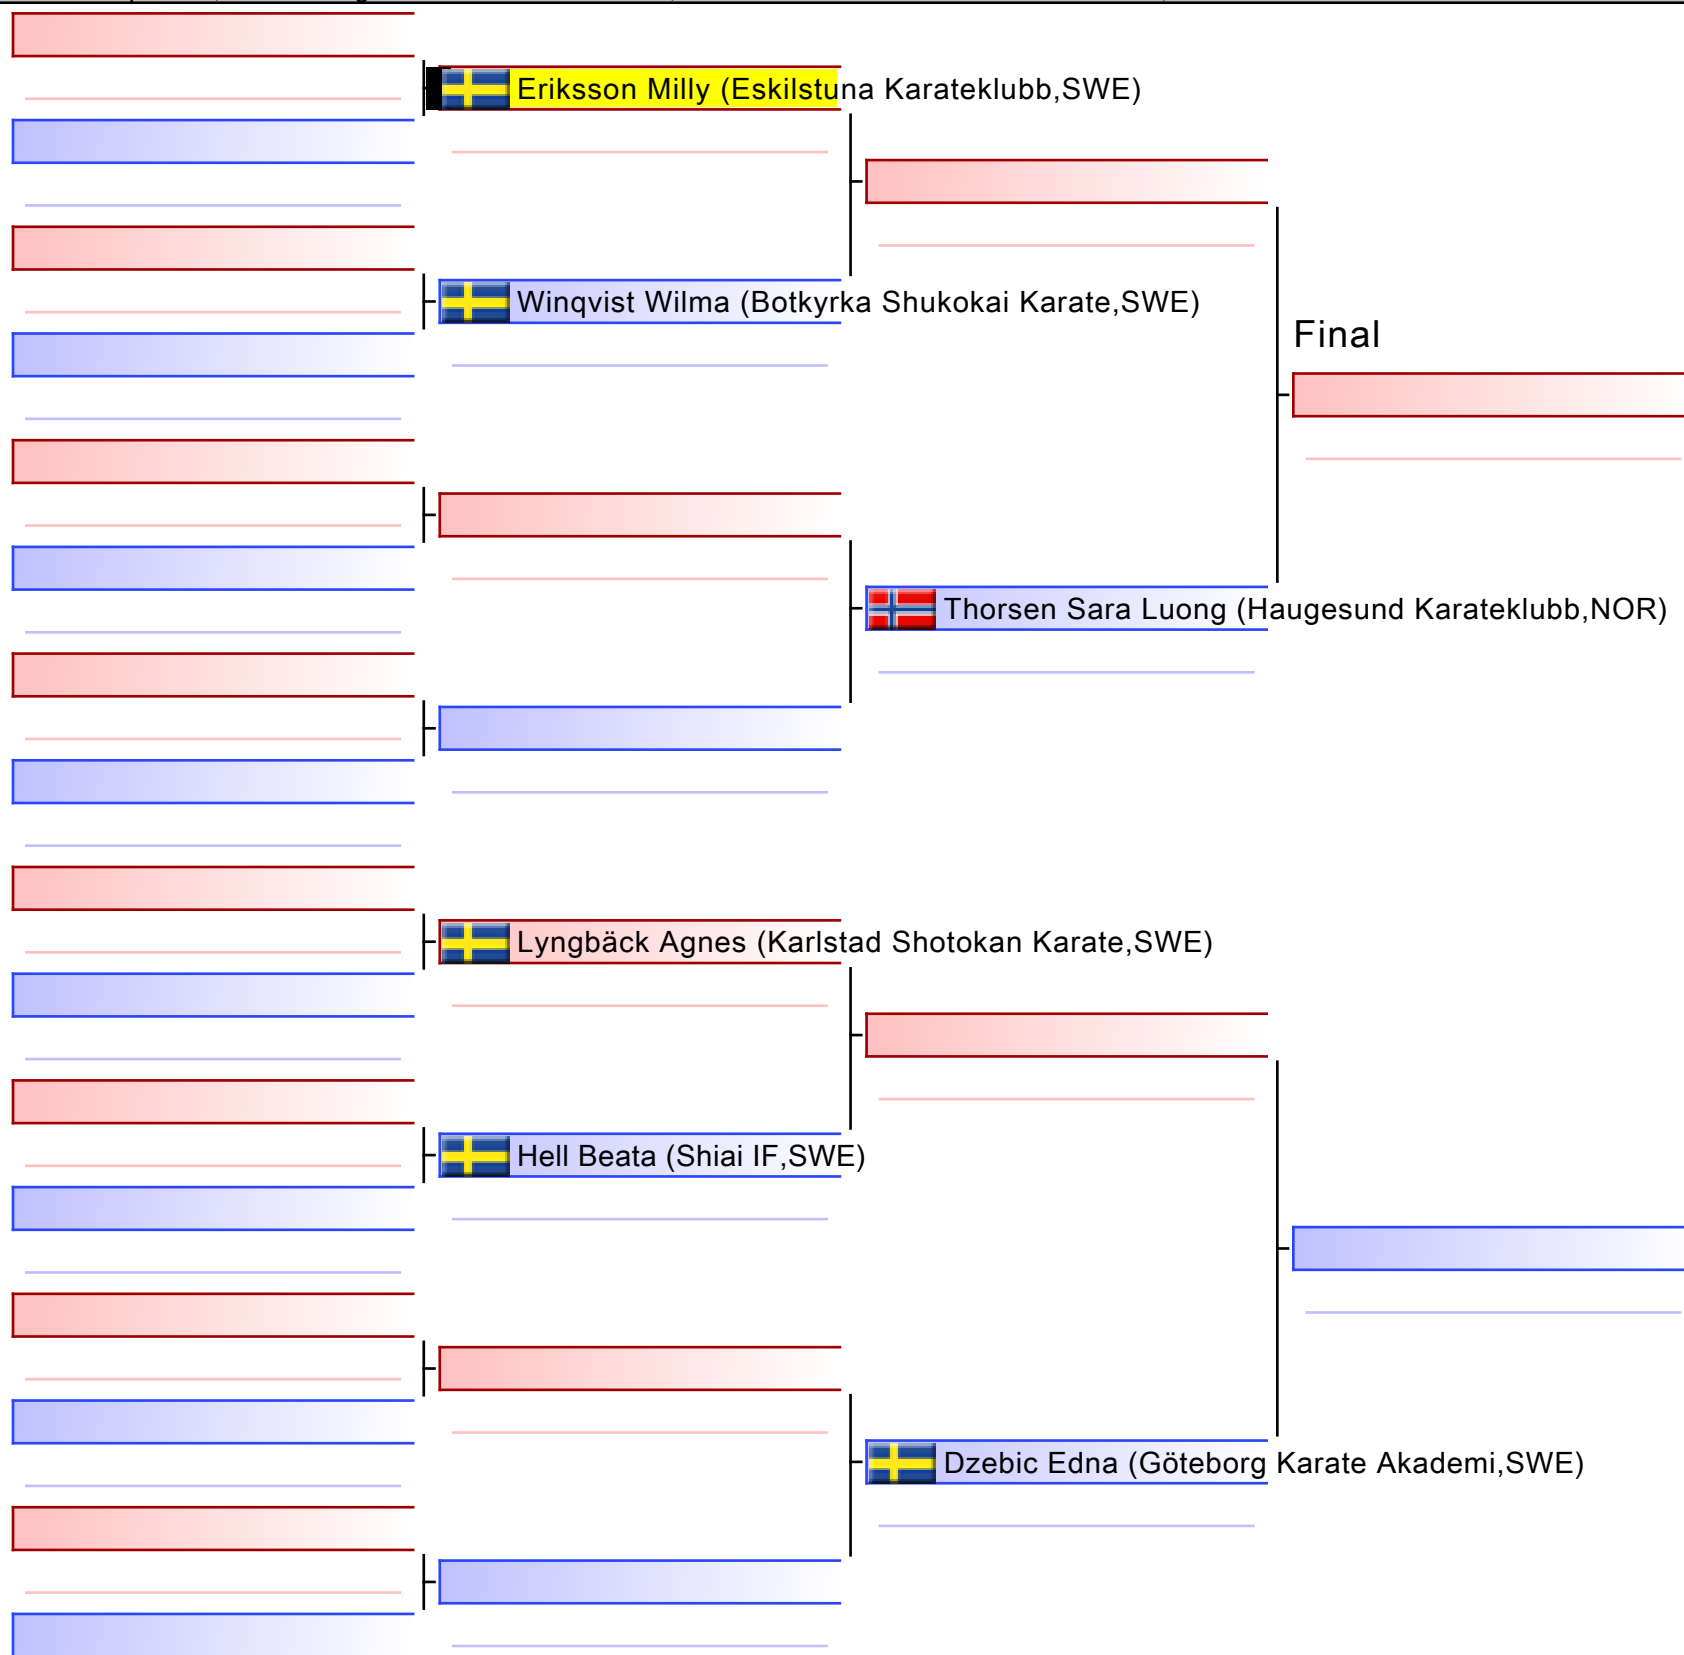 Eriksson Milly (Eskilstuna Karateklubb,SWE)
Winqvist Wilma (Botkyrka Shukokai Karate,SWE)
Final
Thorsen Sara Luong (Haugesund Karateklubb,NOR)
Lyngbäck Agnes (Karlstad Shotokan Karate,SWE)
Hell Beata (Shiai IF,SWE)
Dzebic Edna (Göteborg Karate Akademi,SWE)